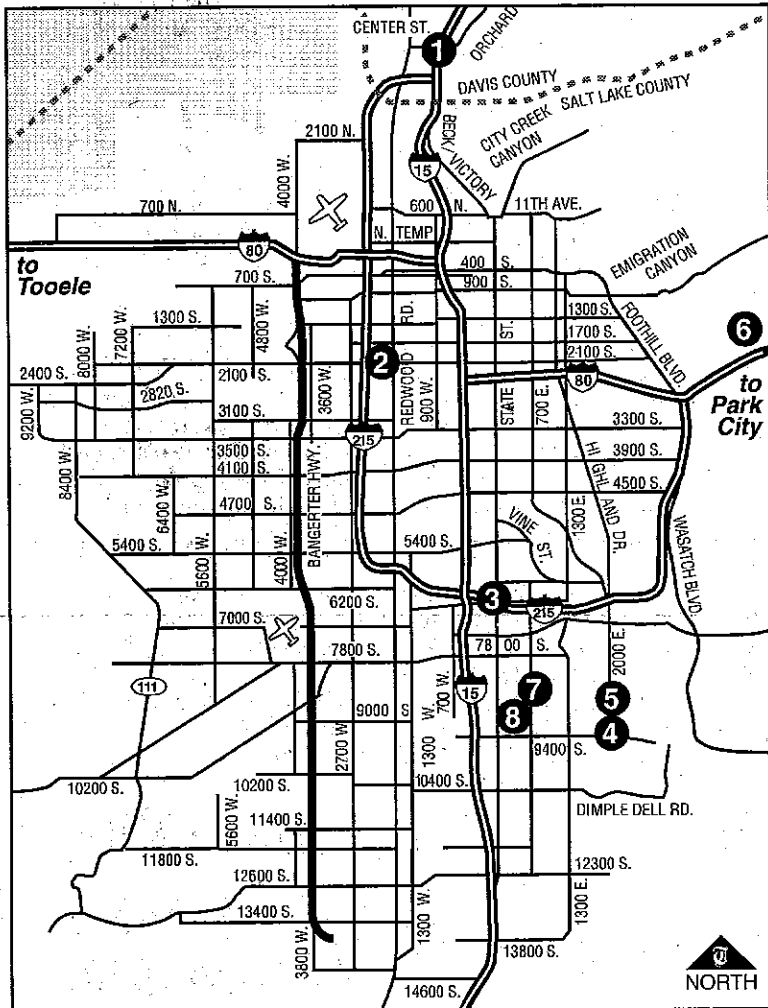 CENTER ST.
1
ORCHARD
DAVIS COUNTY
SALT LAKE COUNTY
2100 N.
CITY CREEK
CANYON
BECK/VICTORY
15
4000 W.
700 N.
600 N.
11TH AVE.
N. TEMP
80
to
Tooele
400 S.
EMIGRATION
CANYON
700 S.
900 S.
1300 S.
1300 S.
FOOTHILL BLVD.
6
8000 W.
7200 W.
4800 W.
RD.
ST.
1700 S.
2100 S.
2
2400 S.
2100 S.
3600 W.
REDWOOD
900 W.
80
to
Park
City
2820 S.
9200 W.
3100 S.
STATE
700 E.
3300 S.
215
3500 S.
3900 S.
8400 W.
4100 S.
HIGHLAND DR.
4500 S.
6400 W.
4700 S.
BANGERTER HWY.
1300 E.
VINE
ST.
WASATCH BLVD.
5400 S.
5400 S.
5600 W.
4000 W.
6200 S.
3
215
7000 S.
7800 S.
7800 S.
2000 E.
111
15
700 W.
7
5
9000 S
1300 W.
8
4
2700 W.
9400 S.
10200 S.
10200 S.
10400 S.
DIMPLE DELL RD.
5600 W.
11400 S.
11800 S.
12300 S.
12600 S.
1300 W.
1300 E.
13400 S.
3800 W.
13800 S.
14600 S.
T
NORTH